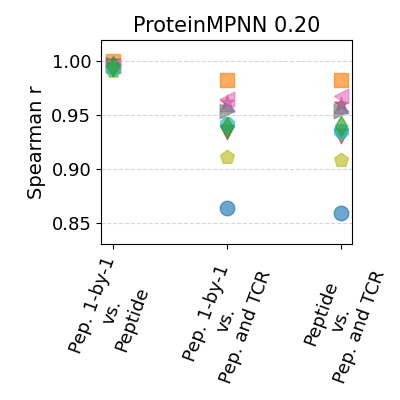 ProteinMPNN 0.20
Spearman r
1.00
0.95
0.90
0.85
Pep. 1-by-1
vs.
Peptide
Pep. 1-by-1
vs.
Pep. and TCR
Peptide
vs.
Pep. and TCR